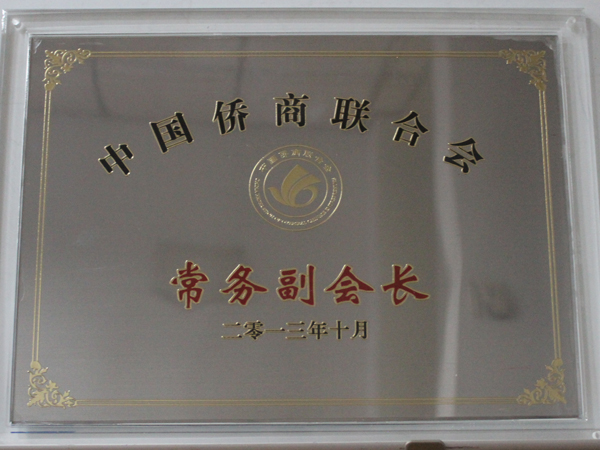 中国侨商联合会
常务副会长
二零一三年十月